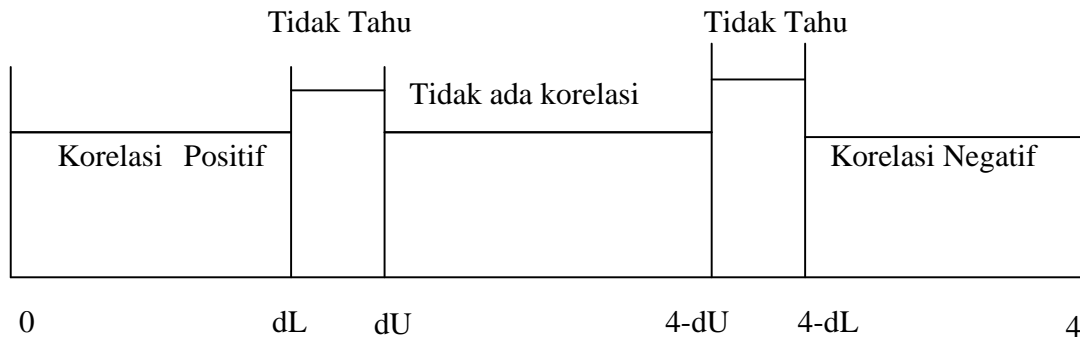 Tidak Tahu Tidak Tahu
Tidak ada korelasi
Korelasi Positif Korelasi Negatif
0 dL dU 4-dU 4-dL 4